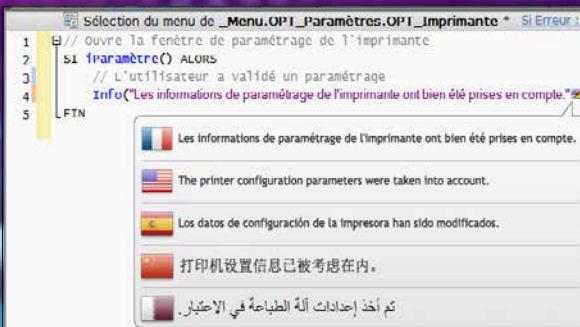 Sélection du menu de _Menu.OPT_Paramètres.OPT_Imprimante * Si Erreur :
1 // Ouvre la fenêtre de paramétrage de l'imprimante
2 SI iParamètre() ALORS
3 // L'utilisateur a validé un paramétrage
4 Info("Les informations de paramétrage de l'imprimante ont bien été prises en compte."
5 FIN
Les informations de paramétrage de l'imprimante ont bien été prises en compte.
The printer configuration parameters were taken into account.
Los datos de configuración de la impresora han sido modificados.
打印机设置信息已被考虑在内。
تم أخذ إعدادات آلة الطباعة في الاعتبار.